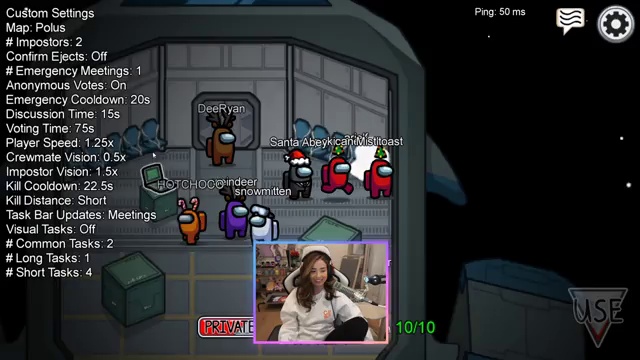 Custom Settings
Map: Polus
# Impostors: 2
Confirm Ejects: Off
# Emergency Meetings: 1
Anonymous Votes: On
Emergency Cooldown: 20s
Discussion Time: 15s
Voting Time: 75s
Player Speed: 1.25x
Crewmate Vision: 0.5x
Impostor Vision: 1.5x
Kill Cooldown: 22.5s
Kill Distance: Short
Task Bar Updates: Meetings
Visual Tasks: Off
# Common Tasks: 2
# Long Tasks: 1
# Short Tasks: 4
Ping: 50 ms
DeeRyan
Santa Abe
Mistltoast
HOTCHOCO
snowmitten
PRIVATE
10/10
USE